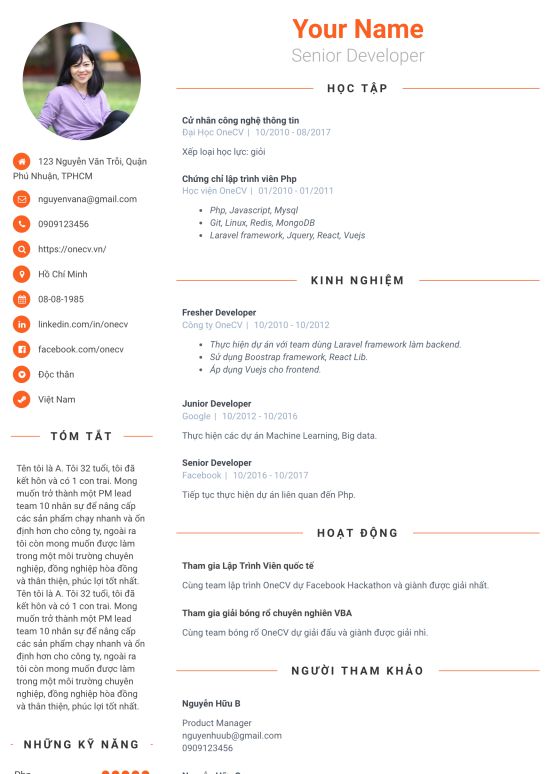 Your Name
Senior Developer
123 Nguyễn Văn Trỗi, Quận
Phú Nhuận, TPHCM
nguyenvana@gmail.com
0909123456
https://onecv.vn/
Hồ Chí Minh
08-08-1985
linkedin.com/in/onecv
facebook.com/onecv
Độc thân
Việt Nam
TÓM TẮT
Tên tôi là A. Tôi 32 tuổi, tôi đã
kết hôn và có 1 con trai. Mong
muốn trở thành một PM lead
team 10 nhân sự để nâng cấp
các sản phẩm chạy nhanh và ổn
định hơn cho công ty, ngoài ra
tôi còn mong muốn được làm
trong một môi trường chuyên
nghiệp, đồng nghiệp hòa đồng
và thân thiện, phúc lợi tốt nhất.
Tên tôi là A. Tôi 32 tuổi, tôi đã
kết hôn và có 1 con trai. Mong
muốn trở thành một PM lead
team 10 nhân sự để nâng cấp
các sản phẩm chạy nhanh và ổn
định hơn cho công ty, ngoài ra
tôi còn mong muốn được làm
trong một môi trường chuyên
nghiệp, đồng nghiệp hòa đồng
và thân thiện, phúc lợi tốt nhất.
NHỮNG KỸ NĂNG
Php
HỌC TẬP
Cử nhân công nghệ thông tin
Đại Học OneCV | 10/2010 - 08/2017
Xếp loại học lực: giỏi
Chứng chỉ lập trình viên Php
Học viện OneCV | 01/2010 - 01/2011
• Php, Javascript, Mysql
• Git, Linux, Redis, MongoDB
• Laravel framework, Jquery, React, Vuejs
KINH NGHIỆM
Fresher Developer
Công ty OneCV | 10/2010 - 10/2012
• Thực hiện dự án với team dùng Laravel framework làm backend.
• Sử dụng Boostrap framework, React Lib.
• Áp dụng Vuejs cho frontend.
Junior Developer
Google | 10/2012 - 10/2016
Thực hiện các dự án Machine Learning, Big data.
Senior Developer
Facebook | 10/2016 - 10/2017
Tiếp tục thực hiện dự án liên quan đến Php.
HOẠT ĐỘNG
Tham gia Lập Trình Viên quốc tế
Cùng team lập trình OneCV dự Facebook Hackathon và giành được giải nhất.
Tham gia giải bóng rổ chuyên nghiên VBA
Cùng team bóng rổ OneCV dự giải đấu và giành được giải nhì.
NGƯỜI THAM KHẢO
Nguyễn Hữu B
Product Manager
nguyenhuub@gmail.com
0909123456